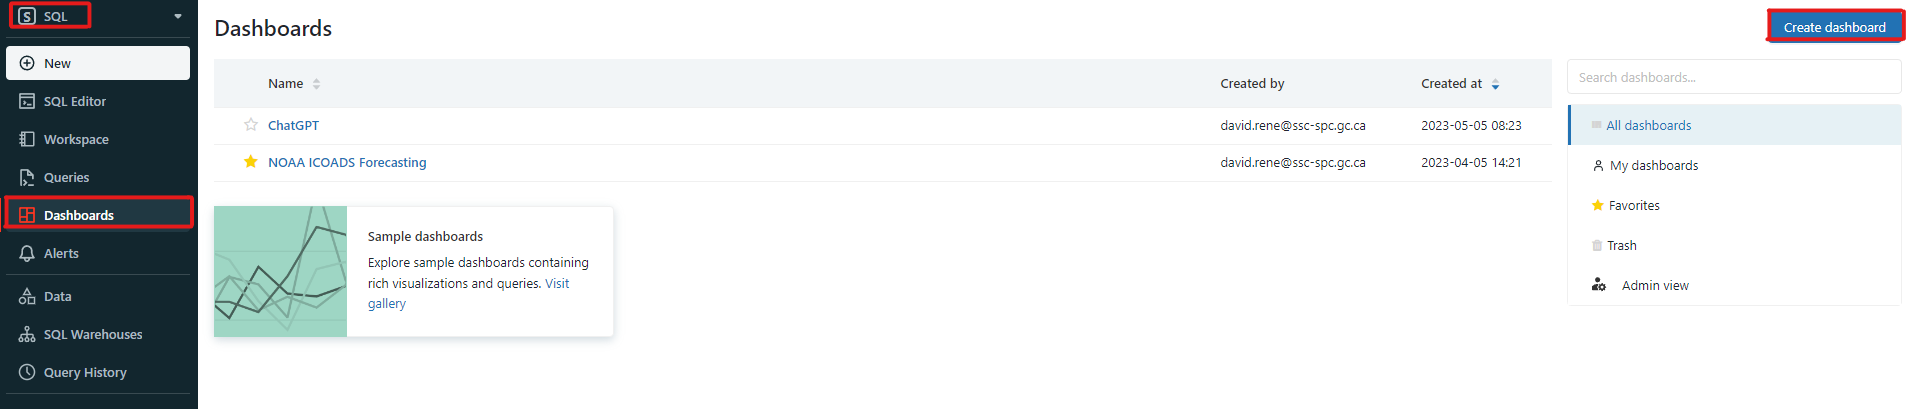 S SQL
New
SQL Editor
Workspace
Queries
Dashboards
Alerts
Data
SQL Warehouses
Query History
Dashboards
Create dashboard
Name Created by Created at
ChatGPT david.rene@ssc-spc.gc.ca 2023-05-05 08:23
NOAA ICOADS Forecasting david.rene@ssc-spc.gc.ca 2023-04-05 14:21
Sample dashboards
Explore sample dashboards containing
rich visualizations and queries. Visit
gallery
Search dashboards...
All dashboards
My dashboards
Favorites
Trash
Admin view